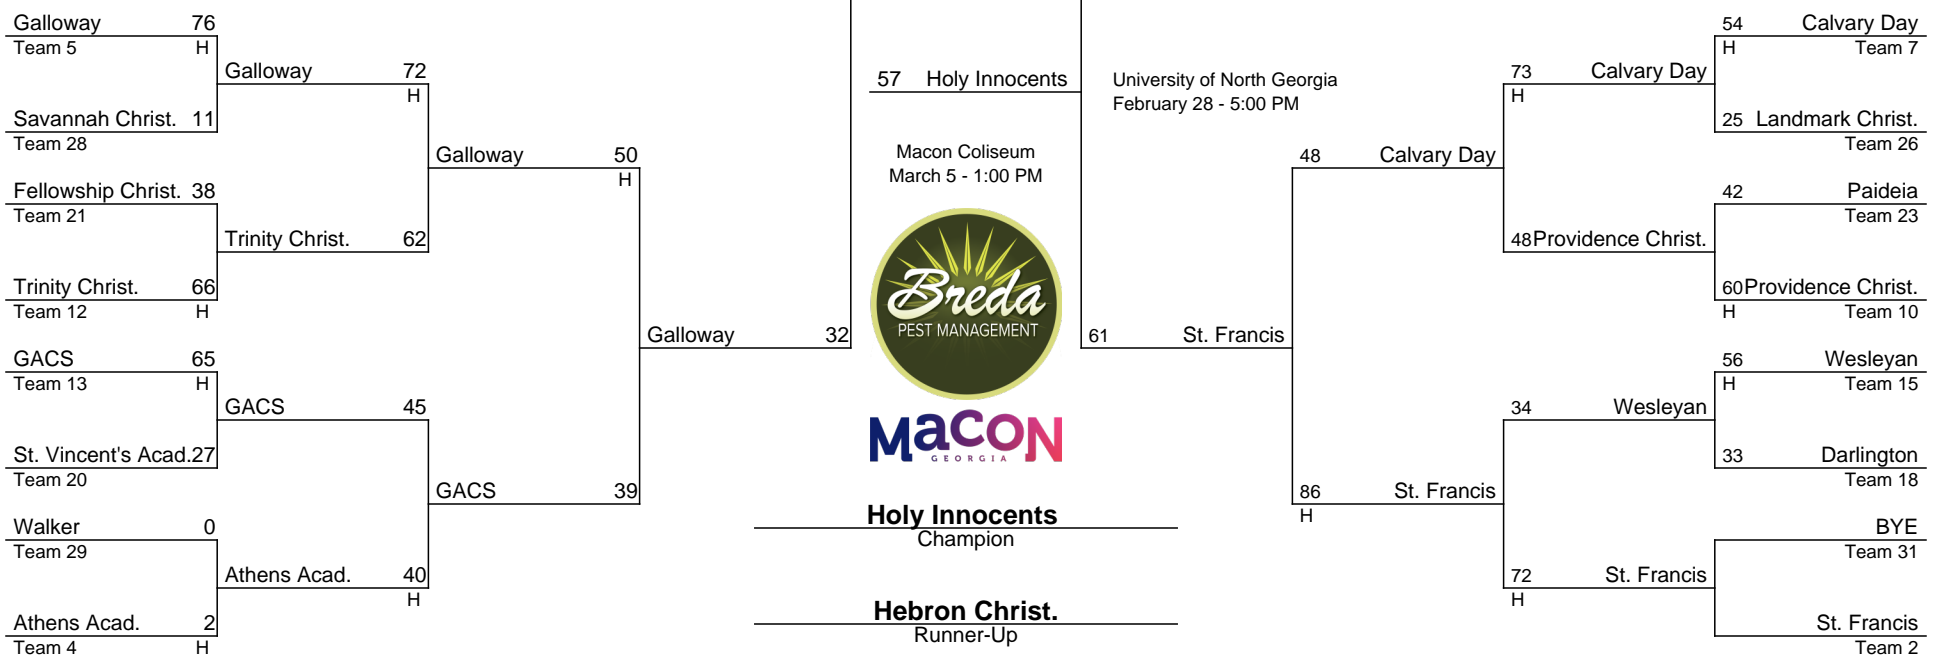 Galloway 76
Team 5 H
Galloway 72
H
Savannah Christ. 11
Team 28
Galloway 50
H
Fellowship Christ. 38
Team 21
Trinity Christ. 62
Trinity Christ. 66
Team 12 H
Galloway 32
GACS 65
Team 13 H
GACS 45
St. Vincent's Acad. 27
Team 20
GACS 39
Walker 0
Team 29
Athens Acad. 40
H
Athens Acad. 2
Team 4 H
57 Holy Innocents
Macon Coliseum
March 5 - 1:00 PM
Breda
PEST MANAGEMENT
MACON
GEORGIA
Holy Innocents
Champion
Hebron Christ.
Runner-Up
University of North Georgia
February 28 - 5:00 PM
54 Calvary Day
H Team 7
73 Calvary Day
H
25 Landmark Christ.
Team 26
48 Calvary Day
42 Paideia
Team 23
48 Providence Christ.
60 Providence Christ.
H Team 10
61 St. Francis
56 Wesleyan
H Team 15
34 Wesleyan
33 Darlington
Team 18
86 St. Francis
H
BYE
Team 31
72 St. Francis
H
St. Francis
Team 2